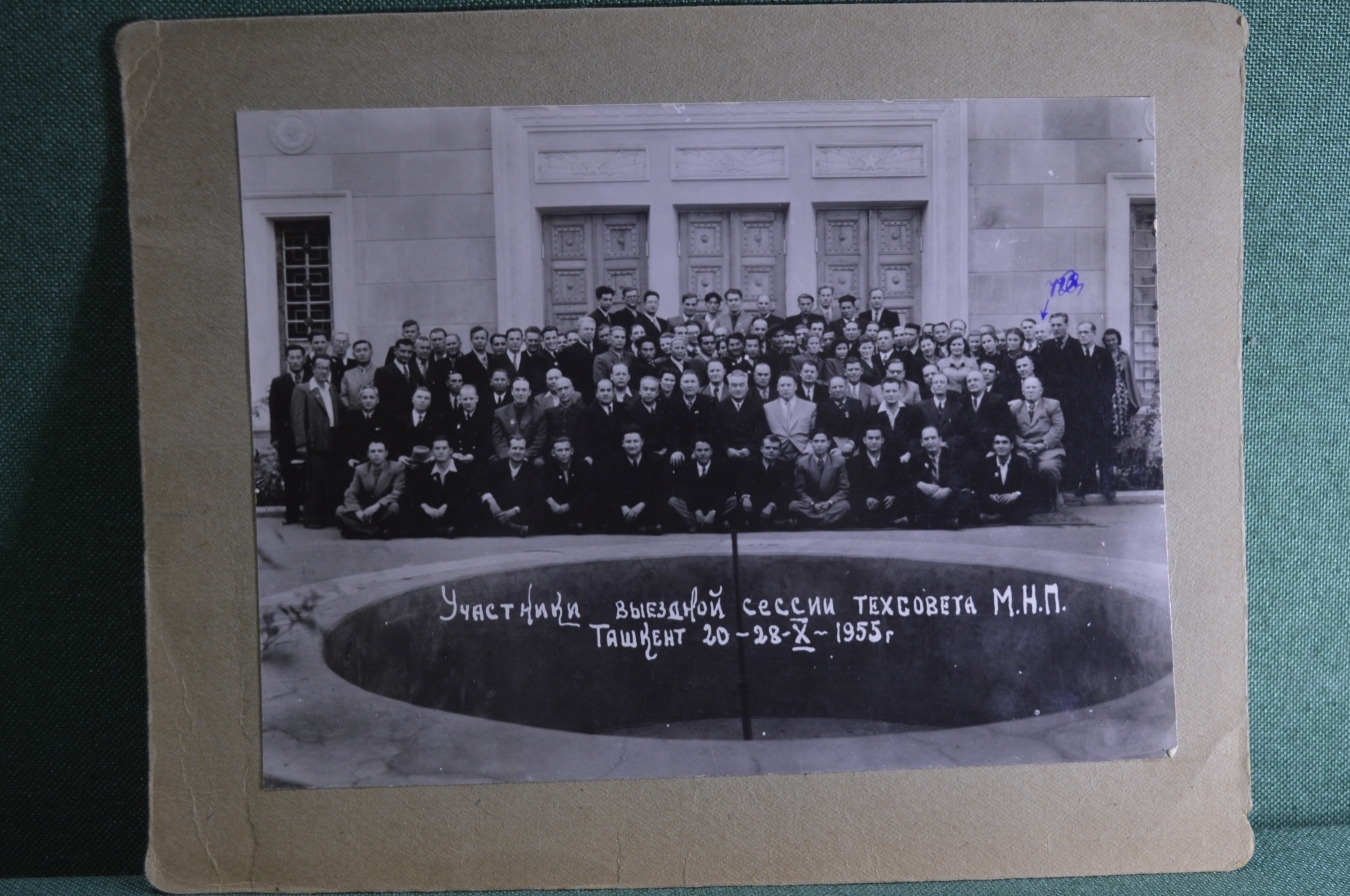 Участники выездной сессии техсовета М.Н.П.
Ташкент 20-28-X-1955г